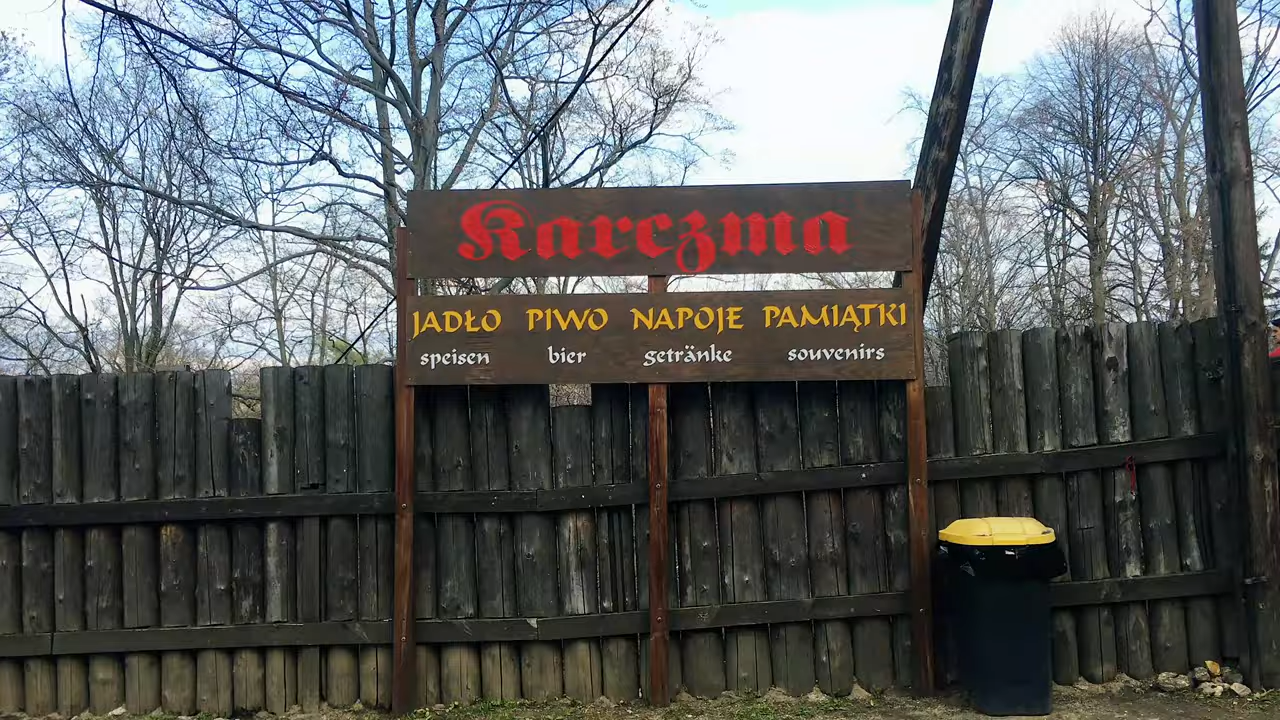 Karczma
JADŁO PIWO NAPOJE PAMIĄTKI
speisen bier getränke souvenirs